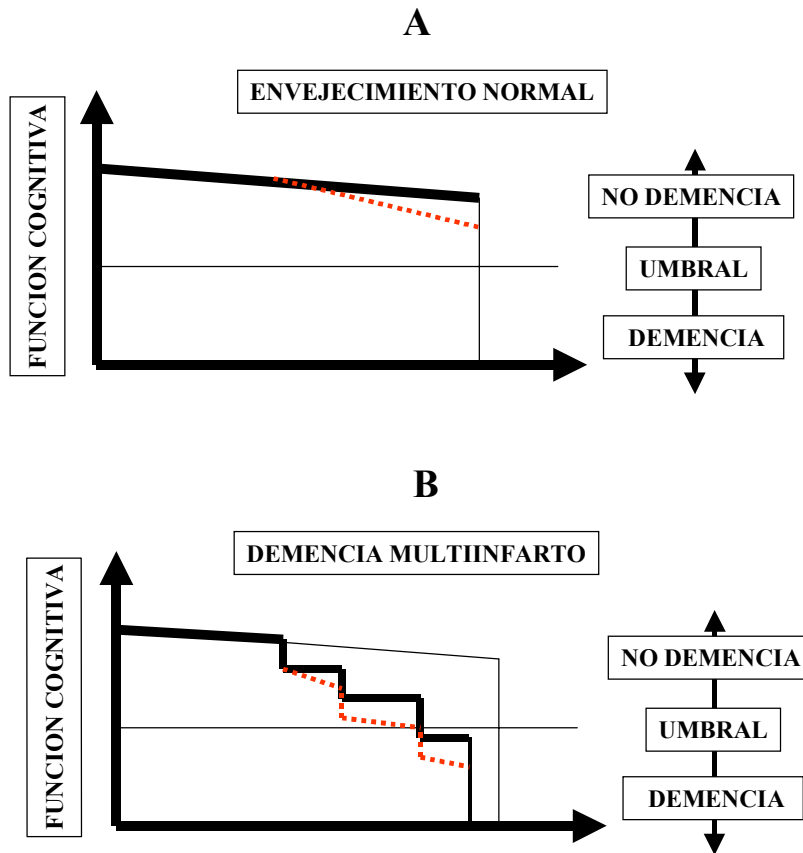 A
ENVEJECIMIENTO NORMAL
FUNCION COGNITIVA
NO DEMENCIA
UMBRAL
DEMENCIA
B
DEMENCIA MULTIINFARTO
FUNCION COGNITIVA
NO DEMENCIA
UMBRAL
DEMENCIA